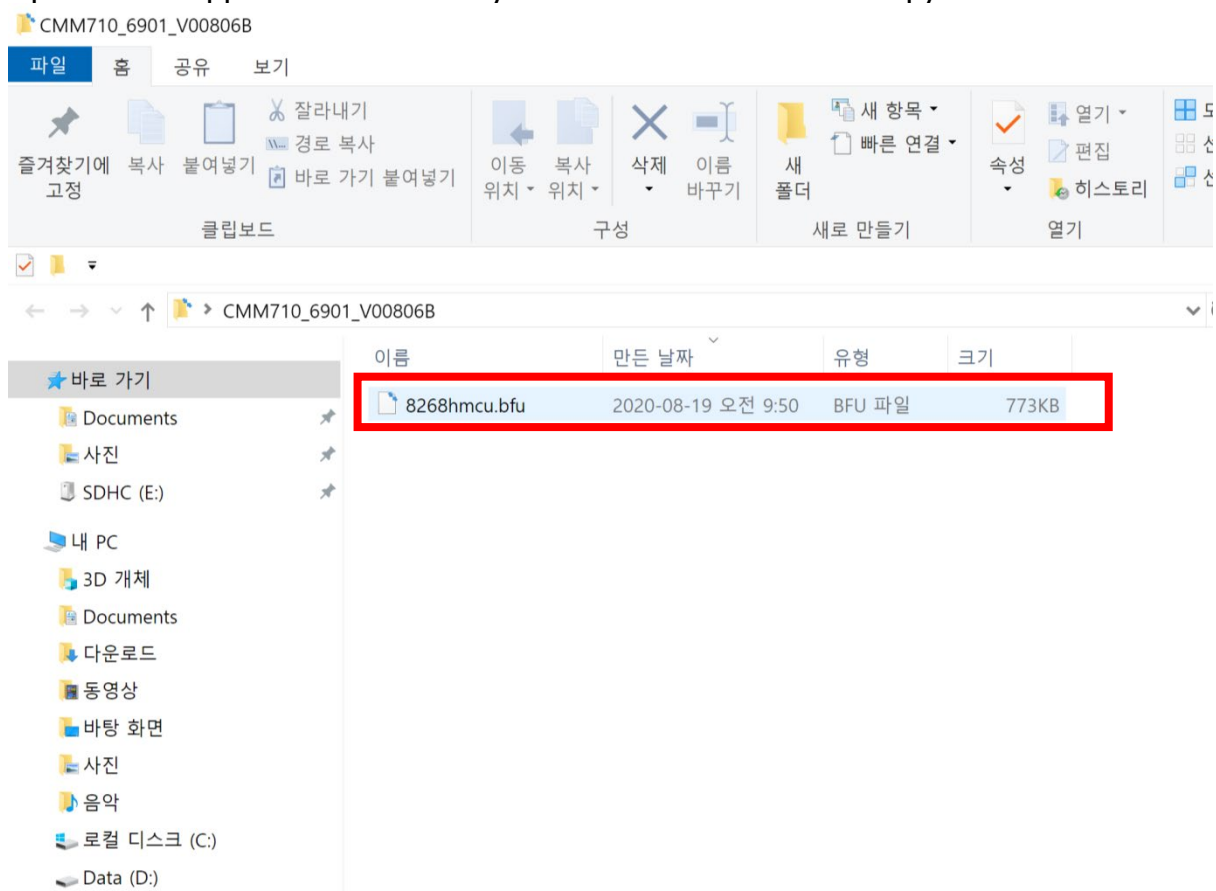 CMM710_6901_V00806B
파일 홈 공유 보기
즐겨찾기에 고정
복사
붙여넣기
잘라내기
경로 복사
바로 가기 붙여넣기
이동 위치
복사 위치
삭제
이름 바꾸기
새 폴더
새 항목
빠른 연결
속성
열기
편집
히스토리
클립보드 구성 새로 만들기 열기
CMM710_6901_V00806B
이름 만든 날짜 유형 크기
8268hmcu.bfu 2020-08-19 오전 9:50 BFU 파일 773KB
바로 가기
Documents
사진
SDHC (E:)
내 PC
3D 개체
Documents
다운로드
동영상
바탕 화면
사진
음악
로컬 디스크 (C:)
Data (D:)